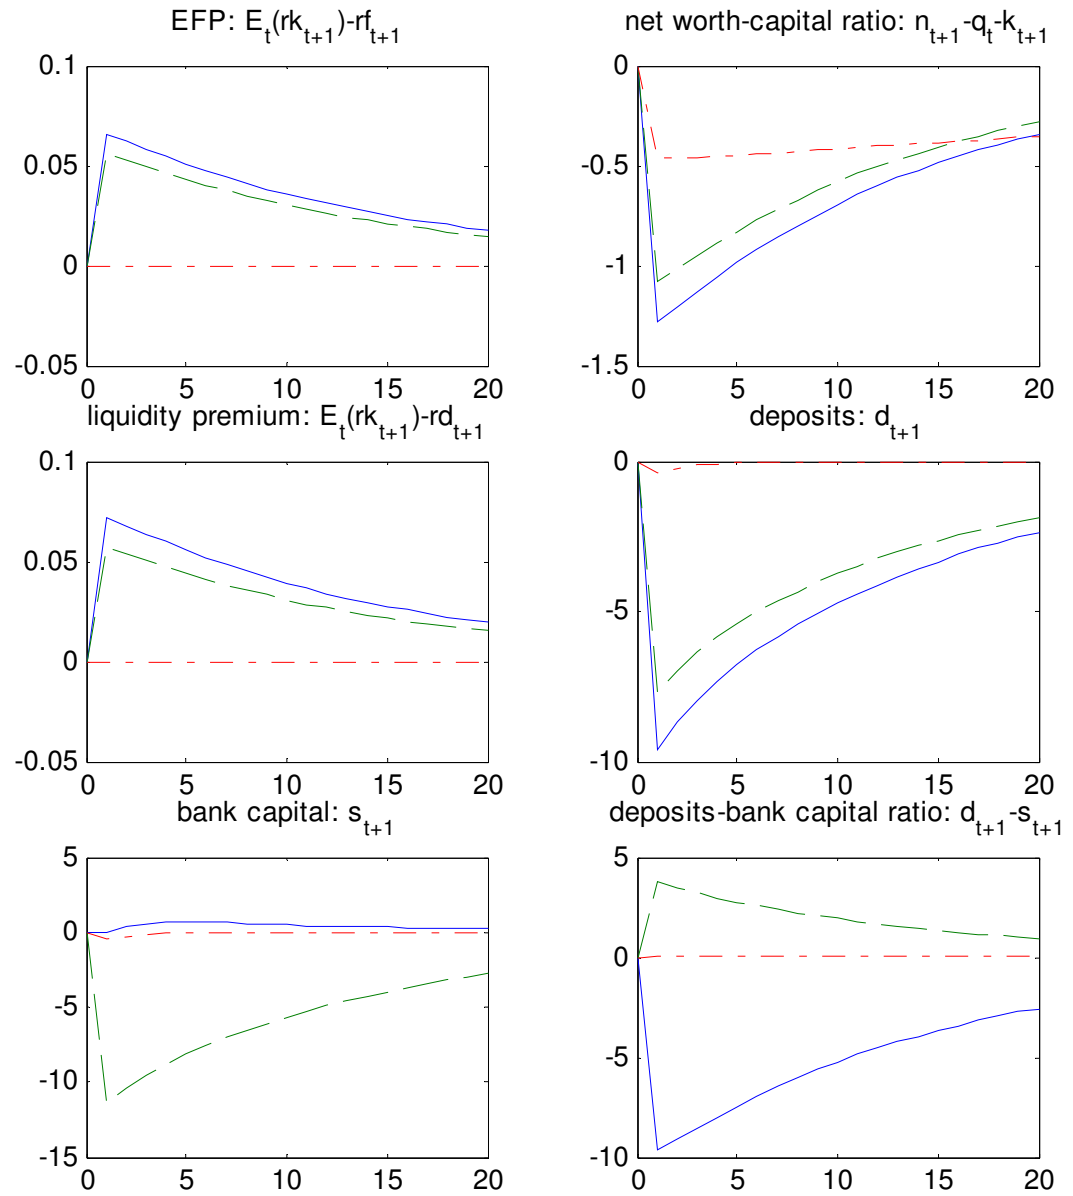 EFP: E_t(rk_{t+1})-rf_{t+1}
0.1
0.05
0
-0.05
0 5 10 15 20
net worth-capital ratio: n_{t+1}-q_t-k_{t+1}
0
-0.5
-1
-1.5
0 5 10 15 20
liquidity premium: E_t(rk_{t+1})-rd_{t+1}
0.1
0.05
0
-0.05
0 5 10 15 20
deposits: d_{t+1}
0
-5
-10
0 5 10 15 20
bank capital: s_{t+1}
5
0
-5
-10
-15
0 5 10 15 20
deposits-bank capital ratio: d_{t+1}-s_{t+1}
5
0
-5
-10
0 5 10 15 20